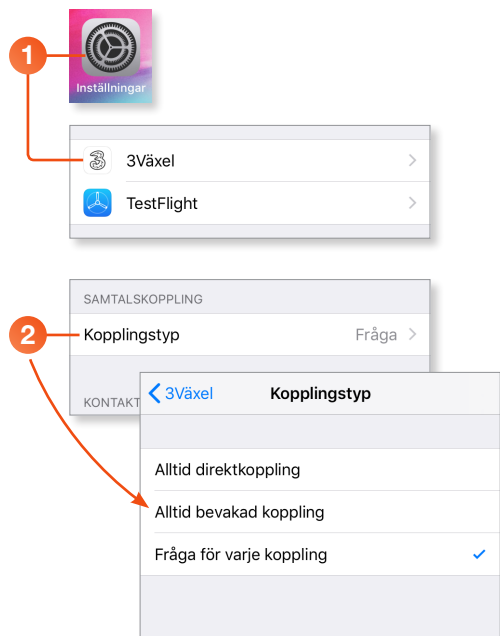 1
Inställningar
3Växel
TestFlight
SAMTALSKOPPLING
2
Kopplingstyp
Fråga
KONTAKT
3Växel
Kopplingstyp
Alltid direktkoppling
Alltid bevakad koppling
Fråga för varje koppling